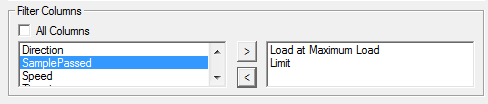 Filter Columns
All Columns
Direction
SamplePassed
Speed
>
<
Load at Maximum Load
Limit